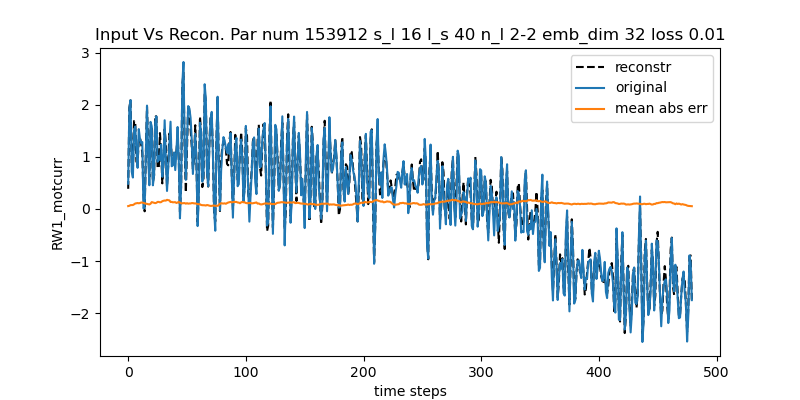 Input Vs Recon. Par num 153912 s_l 16 l_s 40 n_l 2-2 emb_dim 32 loss 0.01
reconstr
original
mean abs err
RW1_motcurr
3
2
1
0
−1
−2
0 100 200 300 400 500
time steps